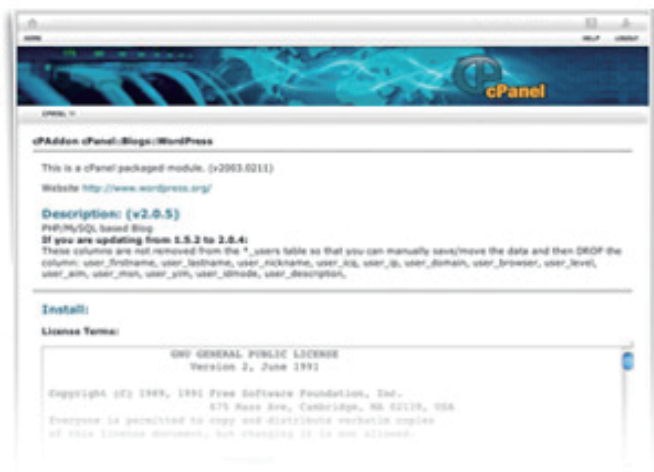 HOME HELP LOGOUT
cPanel
CPANEL
cPAddon cPanel::Blogs::WordPress
This is a cPanel packaged module. (v2003.0211)
Website http://www.wordpress.org/
Description: (v2.0.5)
PHP/MySQL based Blog
If you are updating from 1.5.2 to 2.0.4:
These columns are not removed from the *_users table so that you can manually save/move the data and then DROP the
column: user_firstname, user_lastname, user_nickname, user_icq, user_ip, user_domain, user_browser, user_level,
user_aim, user_msn, user_yim, user_idmode, user_description,
Install:
License Terms:
GNU GENERAL PUBLIC LICENSE
Version 2, June 1991
Copyright (C) 1989, 1991 Free Software Foundation, Inc.
675 Mass Ave, Cambridge, MA 02139, USA
Everyone is permitted to copy and distribute verbatim copies
of this license document, but changing it is not allowed.